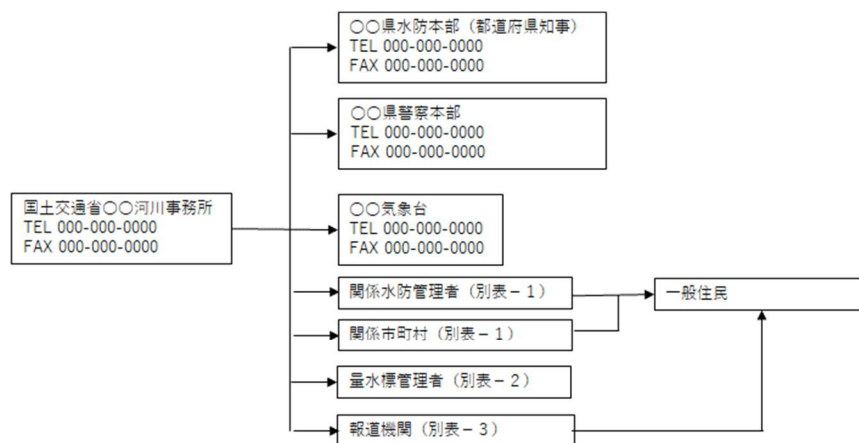 ○○県水防本部（都道府県知事）
TEL 000-000-0000
FAX 000-000-0000
○○県警察本部
TEL 000-000-0000
FAX 000-000-0000
国土交通省○○河川事務所
TEL 000-000-0000
FAX 000-000-0000
○○気象台
TEL 000-000-0000
FAX 000-000-0000
関係水防管理者（別表－１）
一般住民
関係市町村（別表－１）
量水標管理者（別表－２）
報道機関（別表－３）